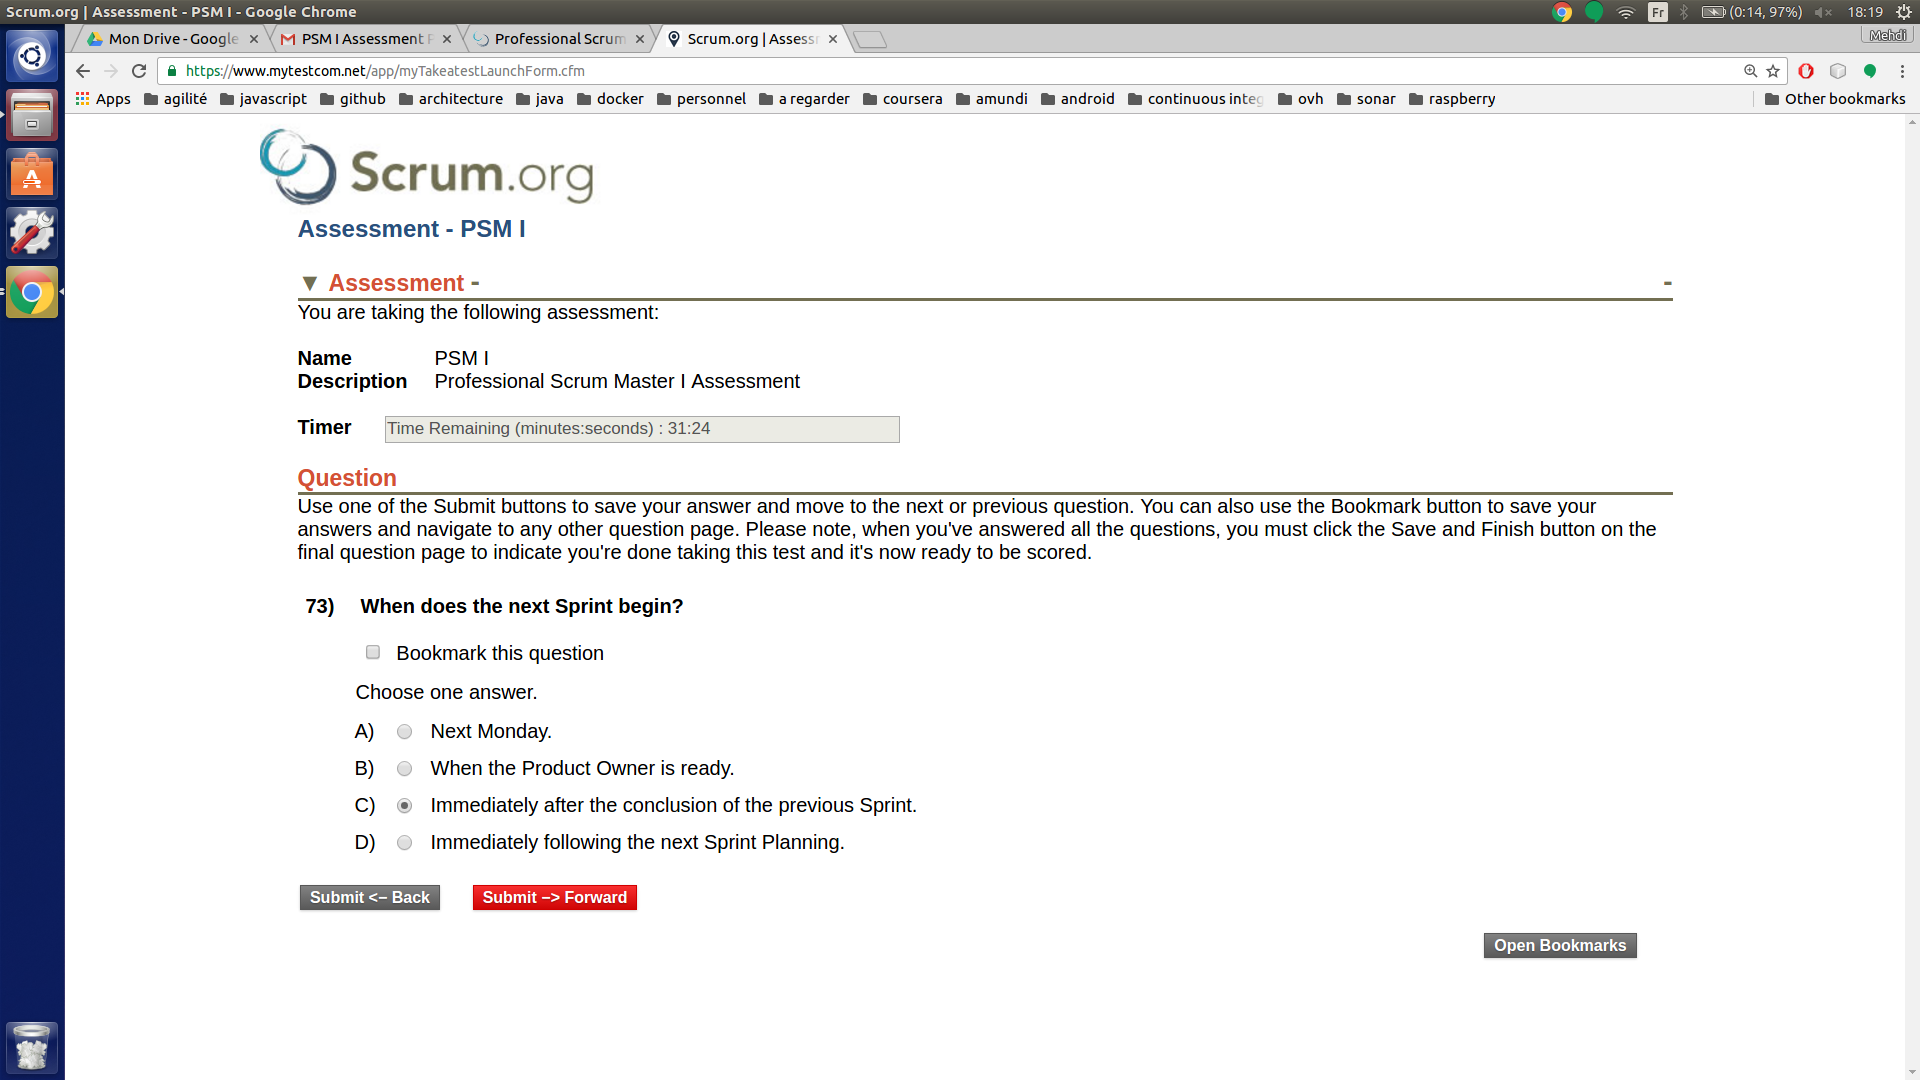 Scrum.org | Assessment - PSM I - Google Chrome
Fr
(0:14, 97%)
18:19
Mon Drive - Google
PSM I Assessment P
Professional Scrum
Scrum.org | Assess
Mehdi
https://www.mytestcom.net/app/myTakeatestLaunchForm.cfm
Apps agilité javascript github architecture java docker personnel a regarder coursera amundi android continuous integ ovh sonar raspberry Other bookmarks
Scrum.org
Assessment - PSM I
▼ Assessment - -
You are taking the following assessment:
Name PSM I
Description Professional Scrum Master I Assessment
Timer Time Remaining (minutes:seconds) : 31:24
Question
Use one of the Submit buttons to save your answer and move to the next or previous question. You can also use the Bookmark button to save your
answers and navigate to any other question page. Please note, when you've answered all the questions, you must click the Save and Finish button on the
final question page to indicate you're done taking this test and it's now ready to be scored.
73) When does the next Sprint begin?
Bookmark this question
Choose one answer.
A) Next Monday.
B) When the Product Owner is ready.
C) Immediately after the conclusion of the previous Sprint.
D) Immediately following the next Sprint Planning.
Submit <– Back Submit –> Forward
Open Bookmarks